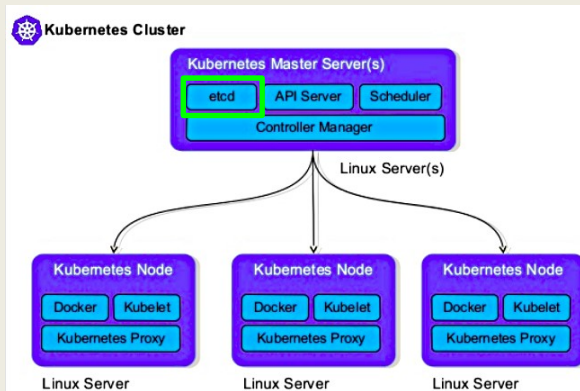 Kubernetes Cluster
Kubernetes Master Server(s)
etcd API Server Scheduler
Controller Manager
Linux Server(s)
Kubernetes Node Kubernetes Node Kubernetes Node
Docker Kubelet Docker Kubelet Docker Kubelet
Kubernetes Proxy Kubernetes Proxy Kubernetes Proxy
Linux Server Linux Server Linux Server